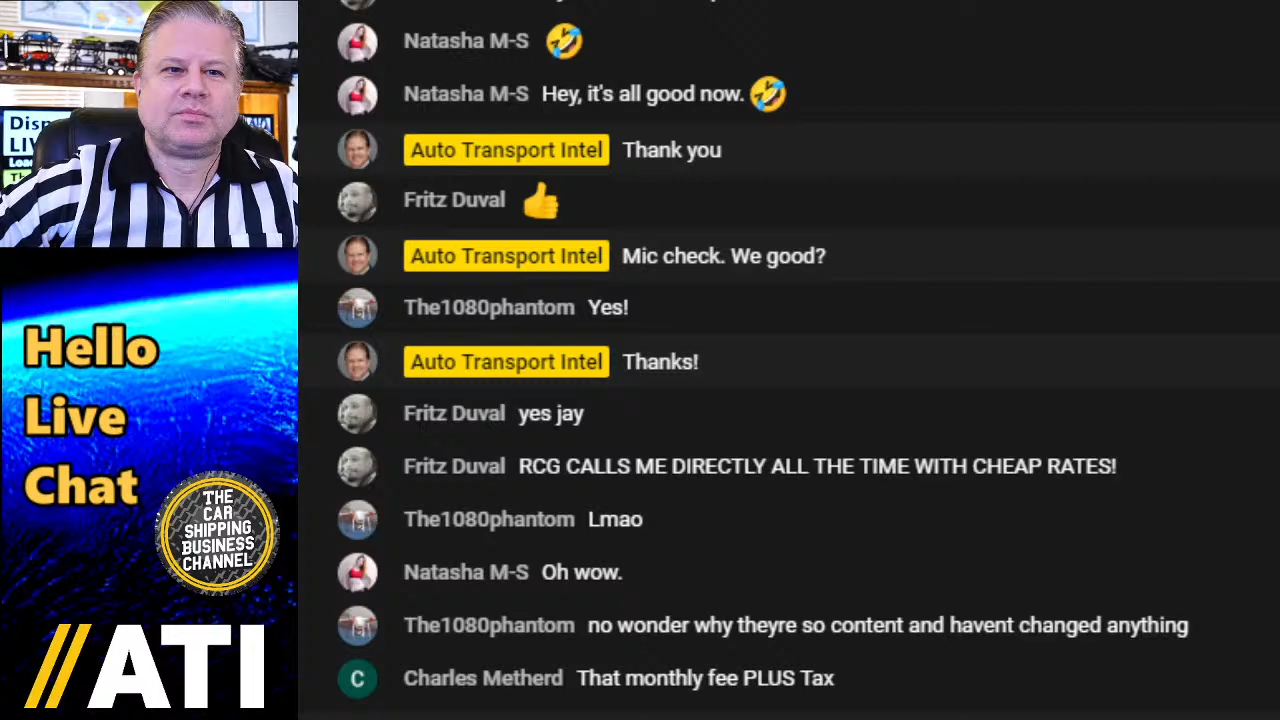 Natasha M-S 🤣
Natasha M-S Hey, it's all good now. 🤣
Auto Transport Intel Thank you
Fritz Duval 👍
Auto Transport Intel Mic check. We good?
The1080phantom Yes!
Auto Transport Intel Thanks!
Fritz Duval yes jay
Fritz Duval RCG CALLS ME DIRECTLY ALL THE TIME WITH CHEAP RATES!
The1080phantom Lmao
Natasha M-S Oh wow.
The1080phantom no wonder why theyre so content and havent changed anything
C Charles Metherd That monthly fee PLUS Tax
Hello
Live
Chat
THE
CAR
SHIPPING
BUSINESS
CHANNEL
//ATI